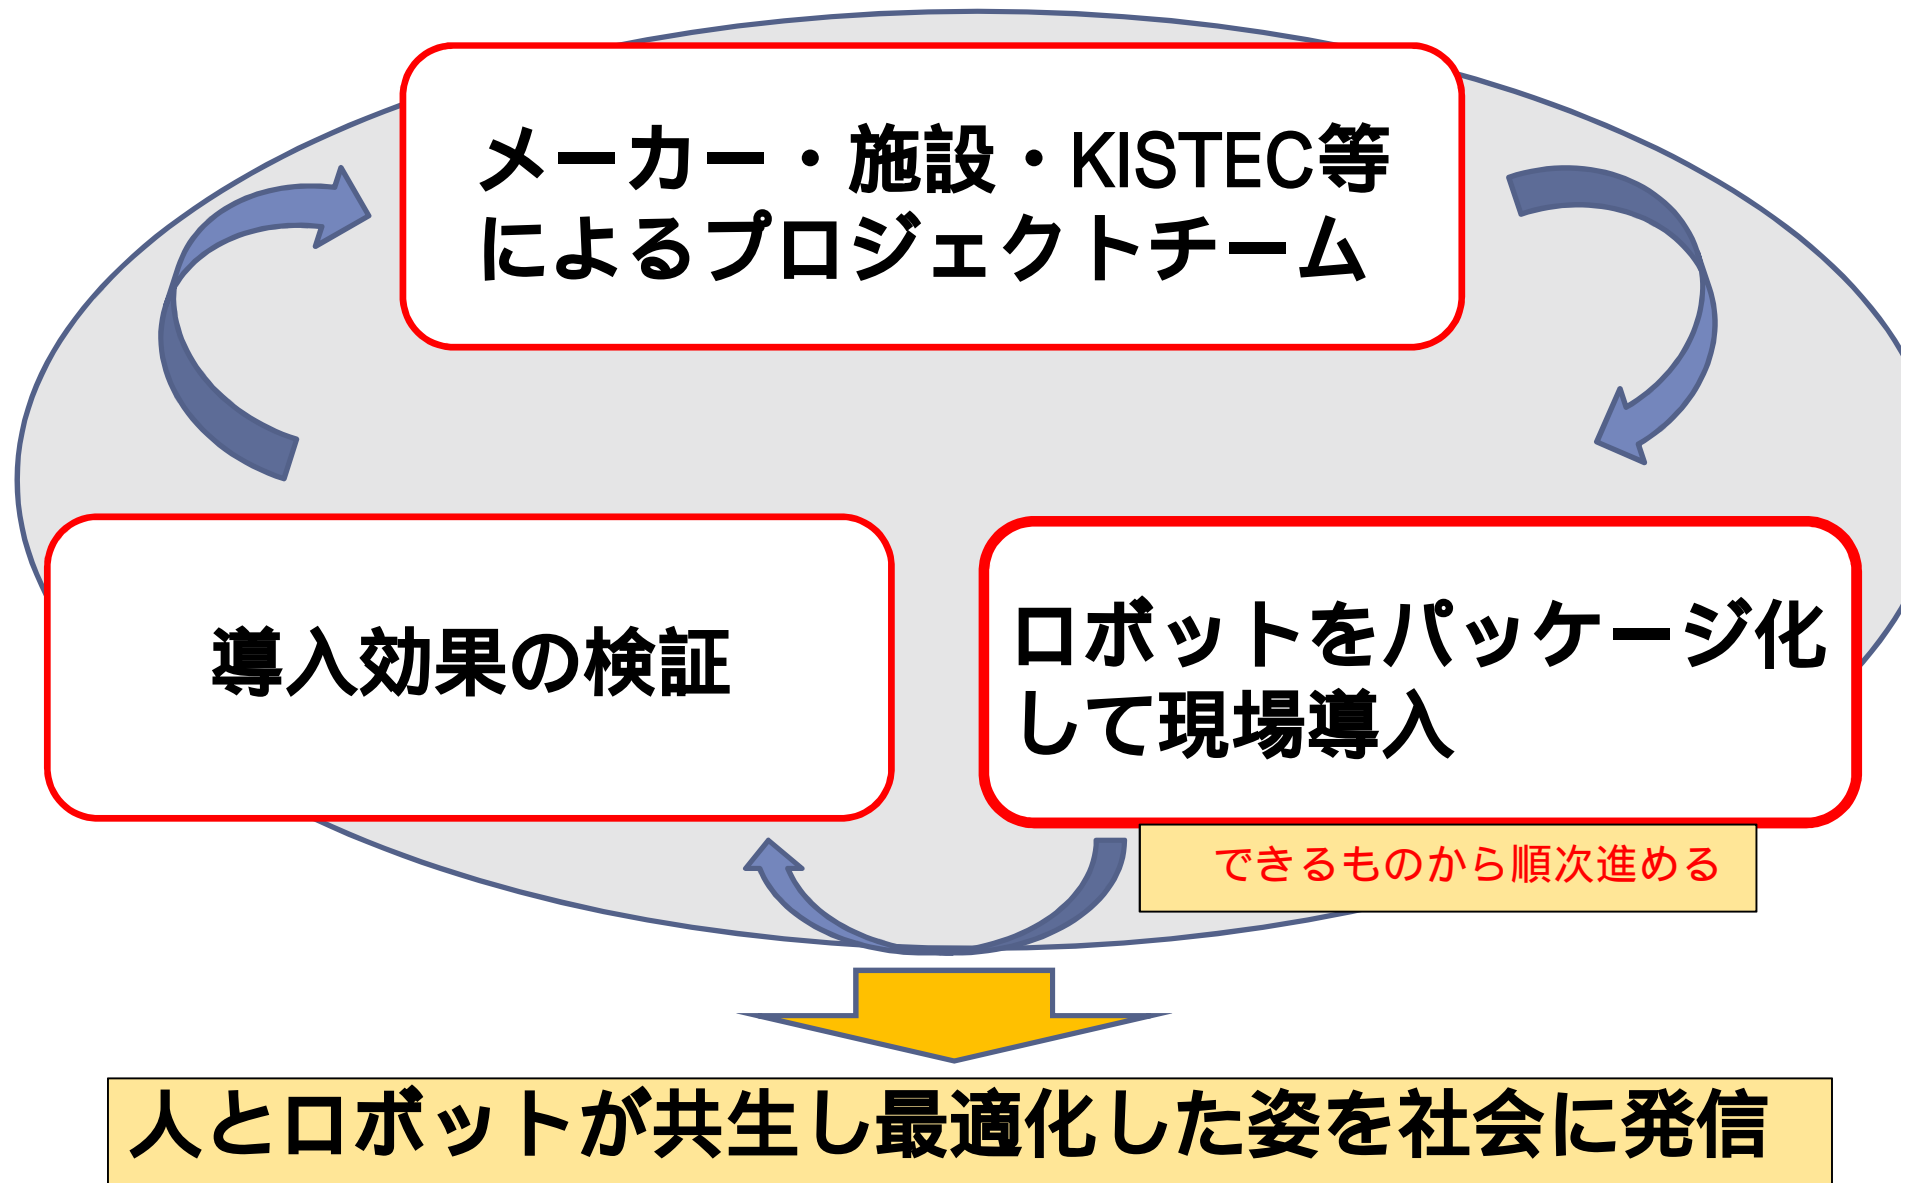 メーカー・施設・KISTEC等
によるプロジェクトチーム
導入効果の検証
ロボットをパッケージ化
して現場導入
できるものから順次進める
人とロボットが共生し最適化した姿を社会に発信